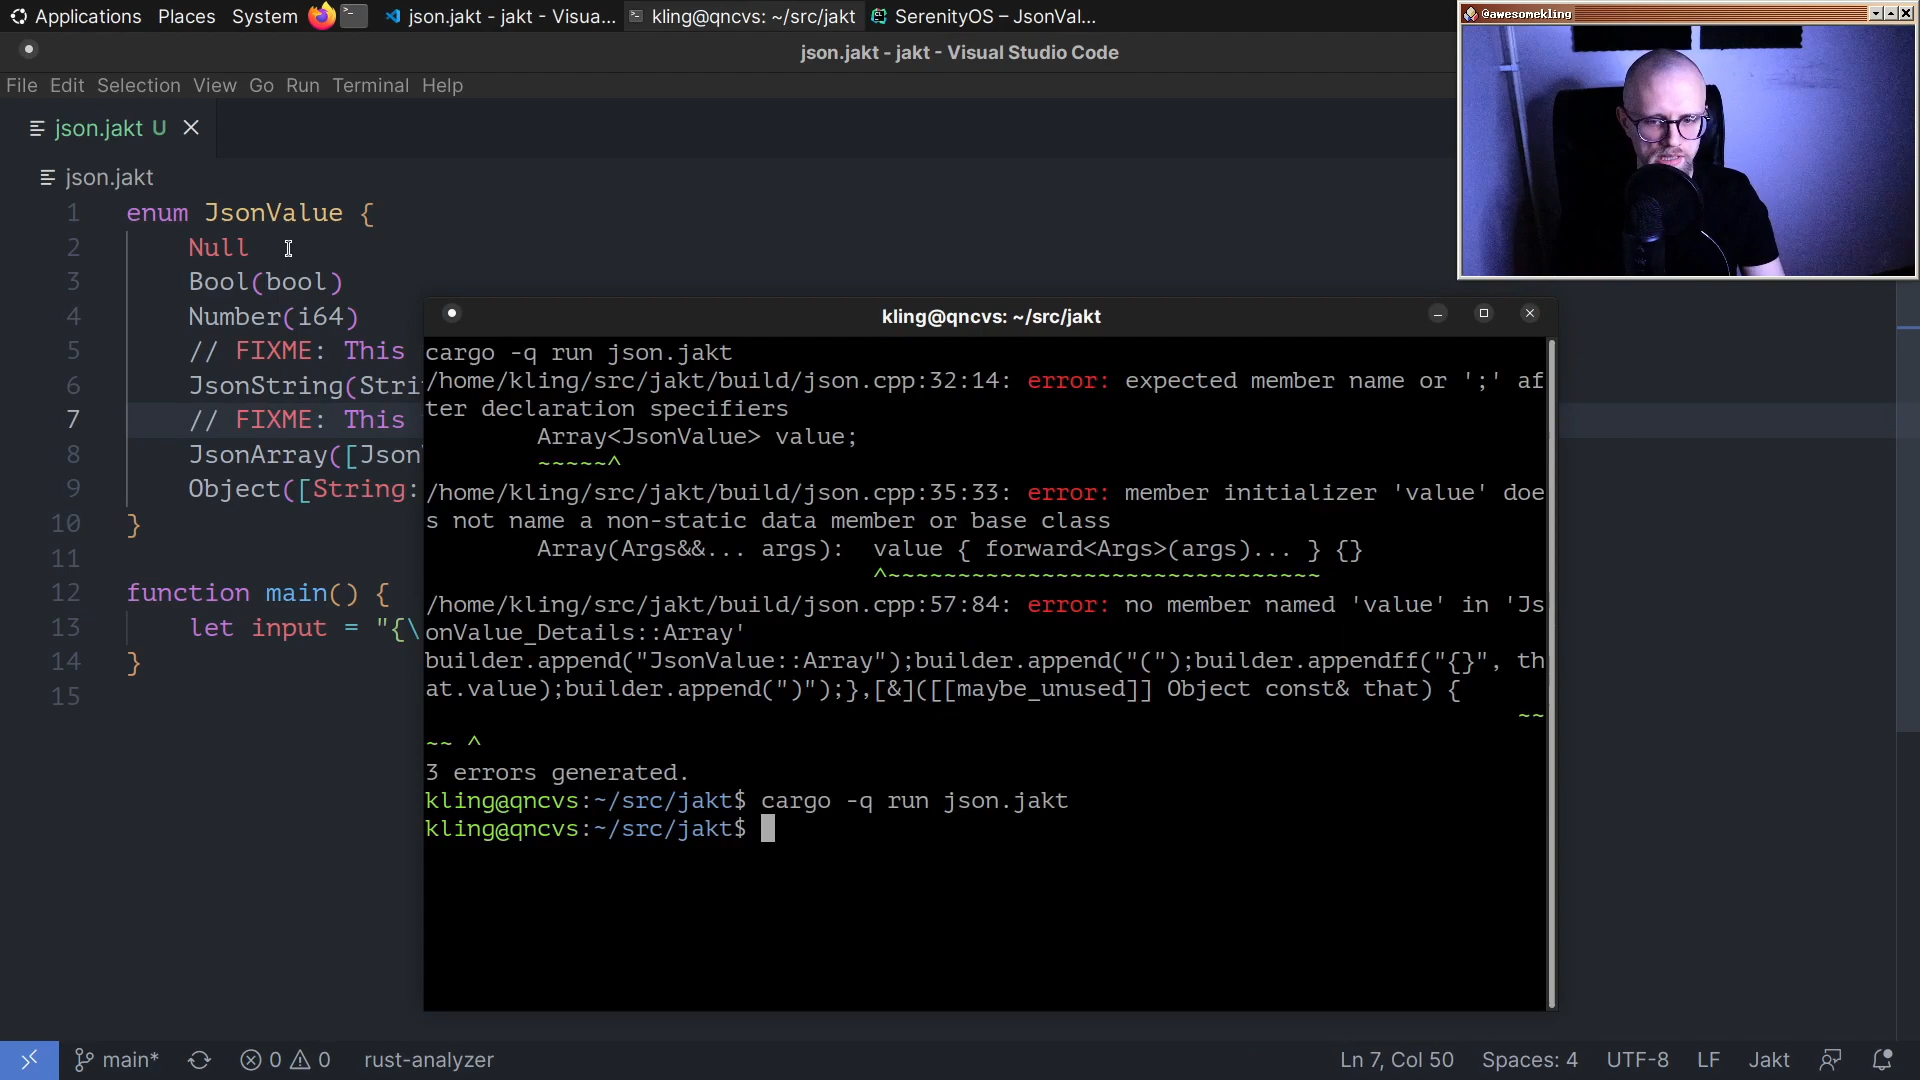 Applications Places System json.jakt - jakt - Visua... kling@qncvs: ~/src/jakt SerenityOS – JsonVal...
@awesomekling
json.jakt - jakt - Visual Studio Code
File Edit Selection View Go Run Terminal Help
json.jakt U
json.jakt
1 enum JsonValue {
2 Null
3 Bool(bool)
4 Number(i64)
5 // FIXME: This
6 JsonString(Stri
7 // FIXME: This
8 JsonArray([Json
9 Object([String:
10 }
11
12 function main() {
13 let input = "{\
14 }
15
kling@qncvs: ~/src/jakt
cargo -q run json.jakt
/home/kling/src/jakt/build/json.cpp:32:14: error: expected member name or ';' af
ter declaration specifiers
Array<JsonValue> value;
~~~~~^
/home/kling/src/jakt/build/json.cpp:35:33: error: member initializer 'value' doe
s not name a non-static data member or base class
Array(Args&&... args): value { forward<Args>(args)... } {}
^~~~~~~~~~~~~~~~~~~~~~~~~~~~~~~~
/home/kling/src/jakt/build/json.cpp:57:84: error: no member named 'value' in 'Js
onValue_Details::Array'
builder.append("JsonValue::Array");builder.append("(");builder.appendff("{}", th
at.value);builder.append(")");},[&]([[maybe_unused]] Object const& that) {
~~
~~ ^
3 errors generated.
kling@qncvs:~/src/jakt$ cargo -q run json.jakt
kling@qncvs:~/src/jakt$
main* 0 0 rust-analyzer Ln 7, Col 50 Spaces: 4 UTF-8 LF Jakt